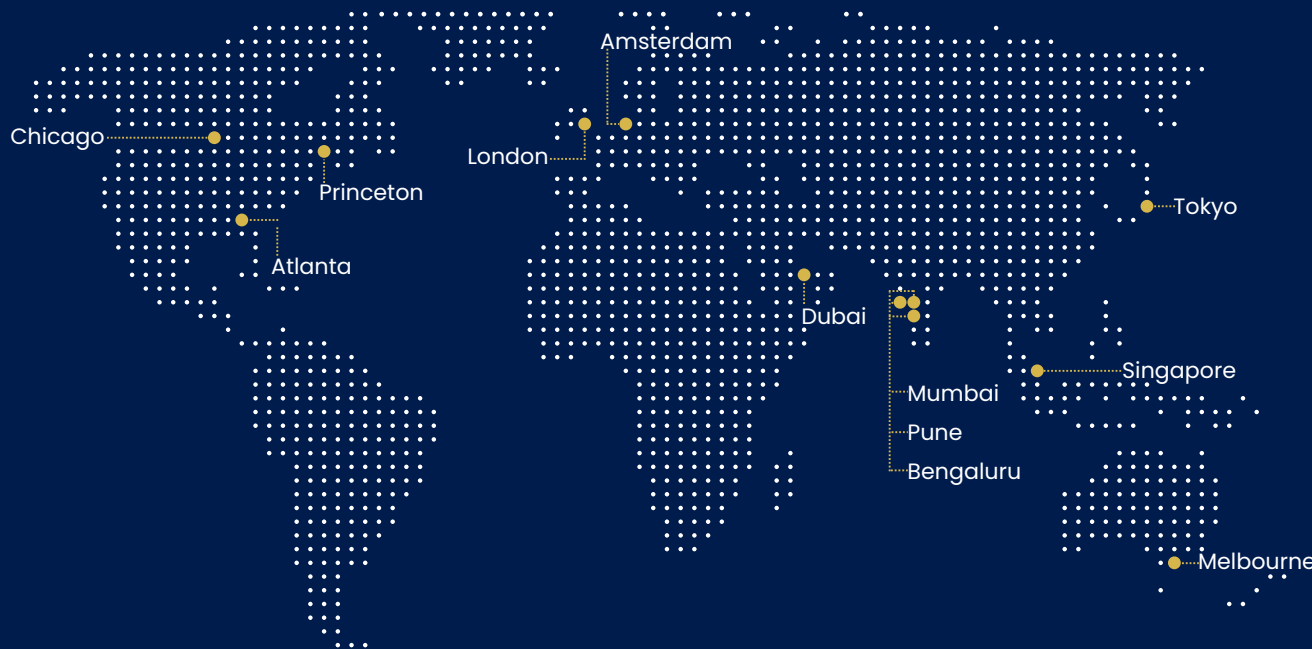 Amsterdam
Chicago
London
Princeton
Tokyo
Atlanta
Dubai
Singapore
Mumbai
Pune
Bengaluru
Melbourne